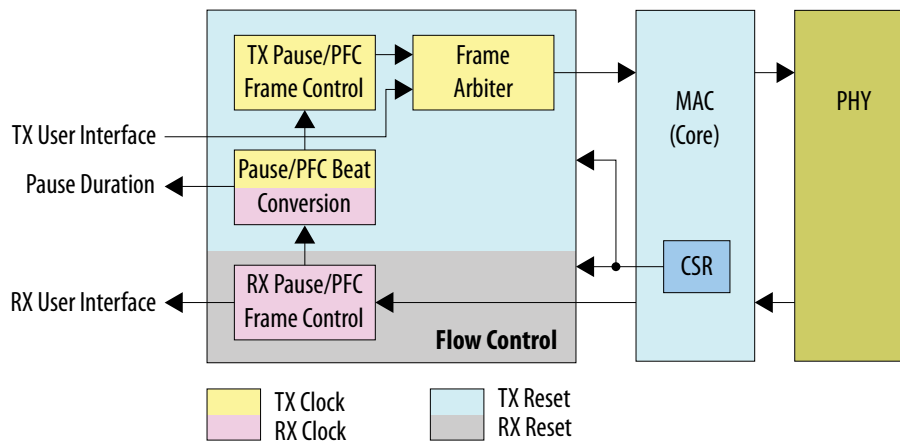 TX Pause/PFC
Frame Control
Frame
Arbiter
MAC
(Core)
PHY
TX User Interface
Pause Duration
Pause/PFC Beat
Conversion
CSR
RX User Interface
RX Pause/PFC
Frame Control
Flow Control
TX Clock
RX Clock
TX Reset
RX Reset